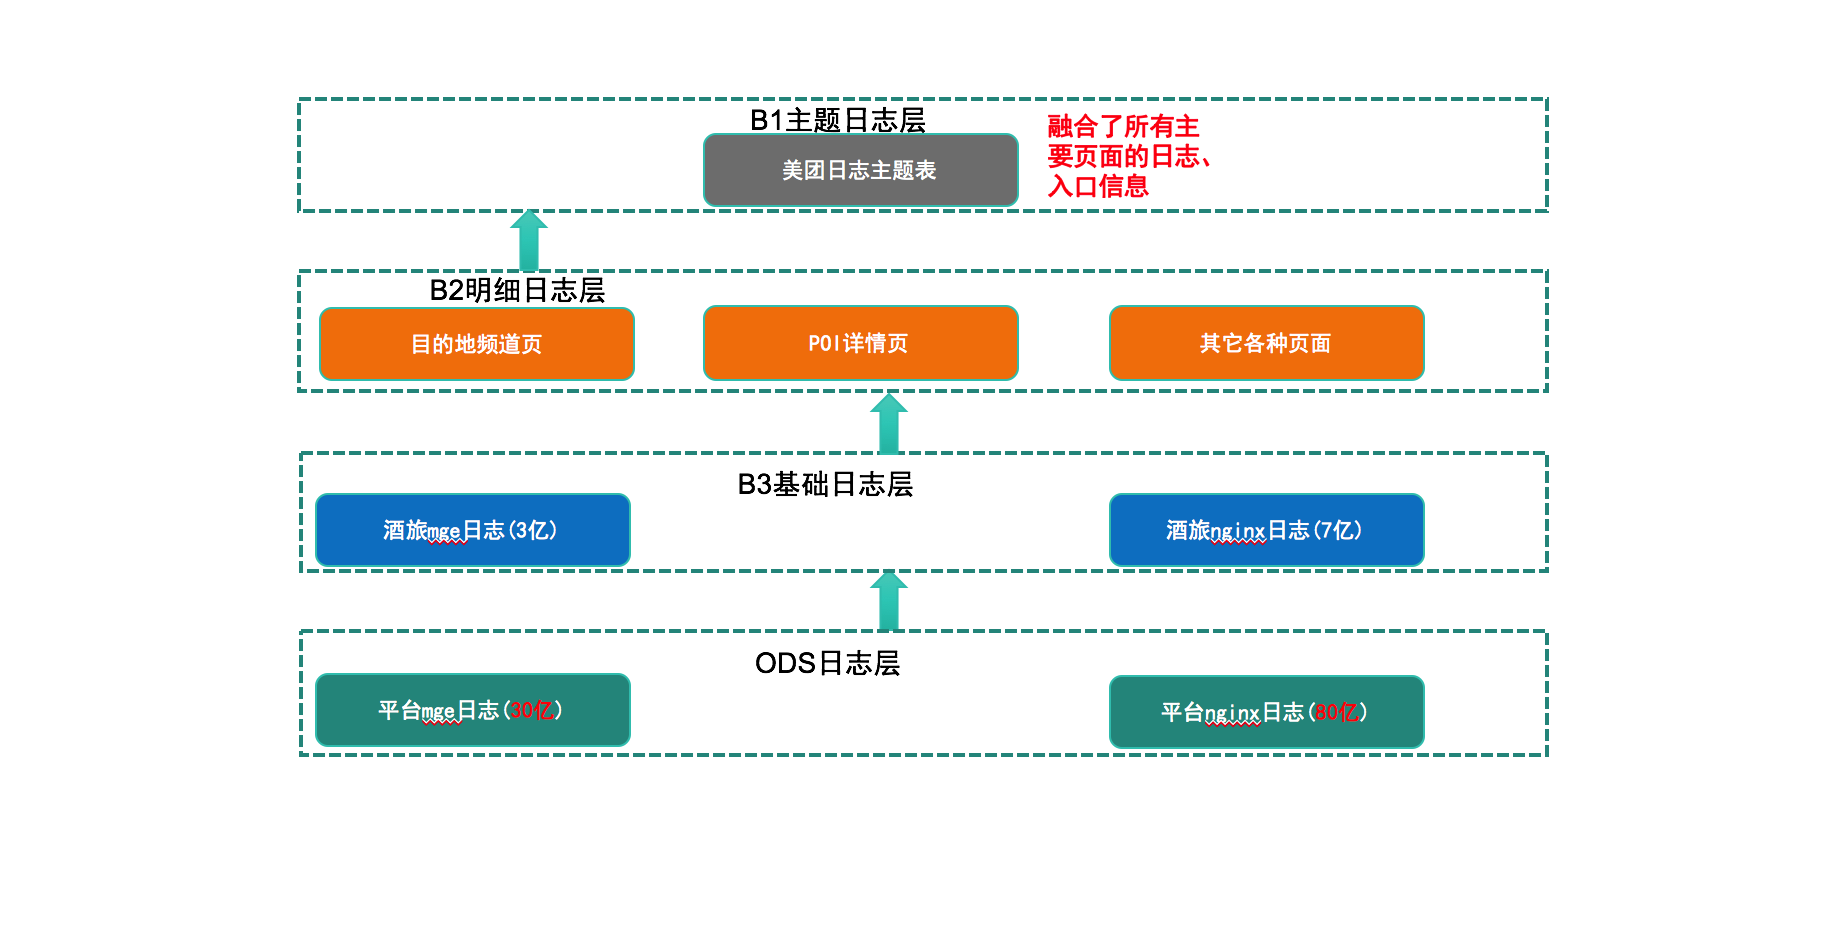 B1主题日志层
美团日志主题表
融合了所有主
要页面的日志、
入口信息
B2明细日志层
目的地频道页
POI详情页
其它各种页面
B3基础日志层
酒旅mge日志(3亿)
酒旅nginx日志(7亿)
ODS日志层
平台mge日志(30亿)
平台nginx日志(80亿)